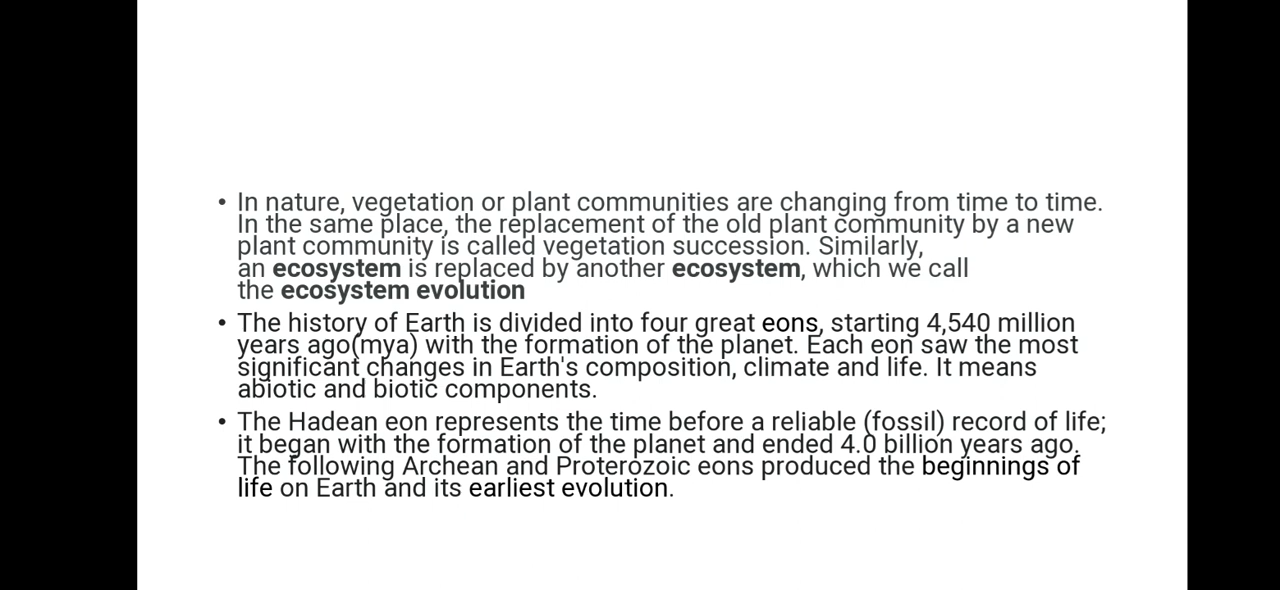 • In nature, vegetation or plant communities are changing from time to time.
In the same place, the replacement of the old plant community by a new
plant community is called vegetation succession. Similarly,
an ecosystem is replaced by another ecosystem, which we call
the ecosystem evolution
• The history of Earth is divided into four great eons, starting 4,540 million
years ago(mya) with the formation of the planet. Each eon saw the most
significant changes in Earth's composition, climate and life. It means
abiotic and biotic components.
• The Hadean eon represents the time before a reliable (fossil) record of life;
it began with the formation of the planet and ended 4.0 billion years ago.
The following Archean and Proterozoic eons produced the beginnings of
life on Earth and its earliest evolution.